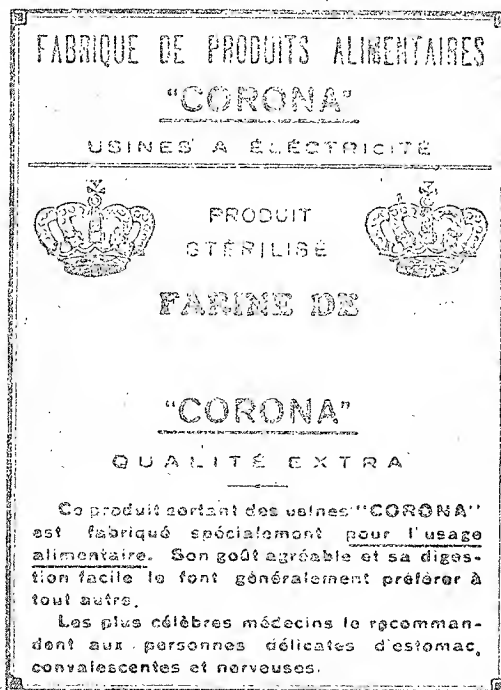 FABRIQUE DE PRODUITS ALIMENTAIRES
"CORONA"
USINES A ÉLÉCTRICITÉ
PRODUIT
STÉRILISÉ
FARINE DE
"CORONA"
QUALITÉ EXTRA
Ce produit sortant des usines "CORONA"
est fabriqué spécialement pour l'usage
alimentaire. Son goût agréable et sa diges-
tion facile le font généralement préférer à
tout autre.
Les plus célèbres médecins le recomman-
dent aux personnes délicates d'estomac,
convalescentes et nerveuses.